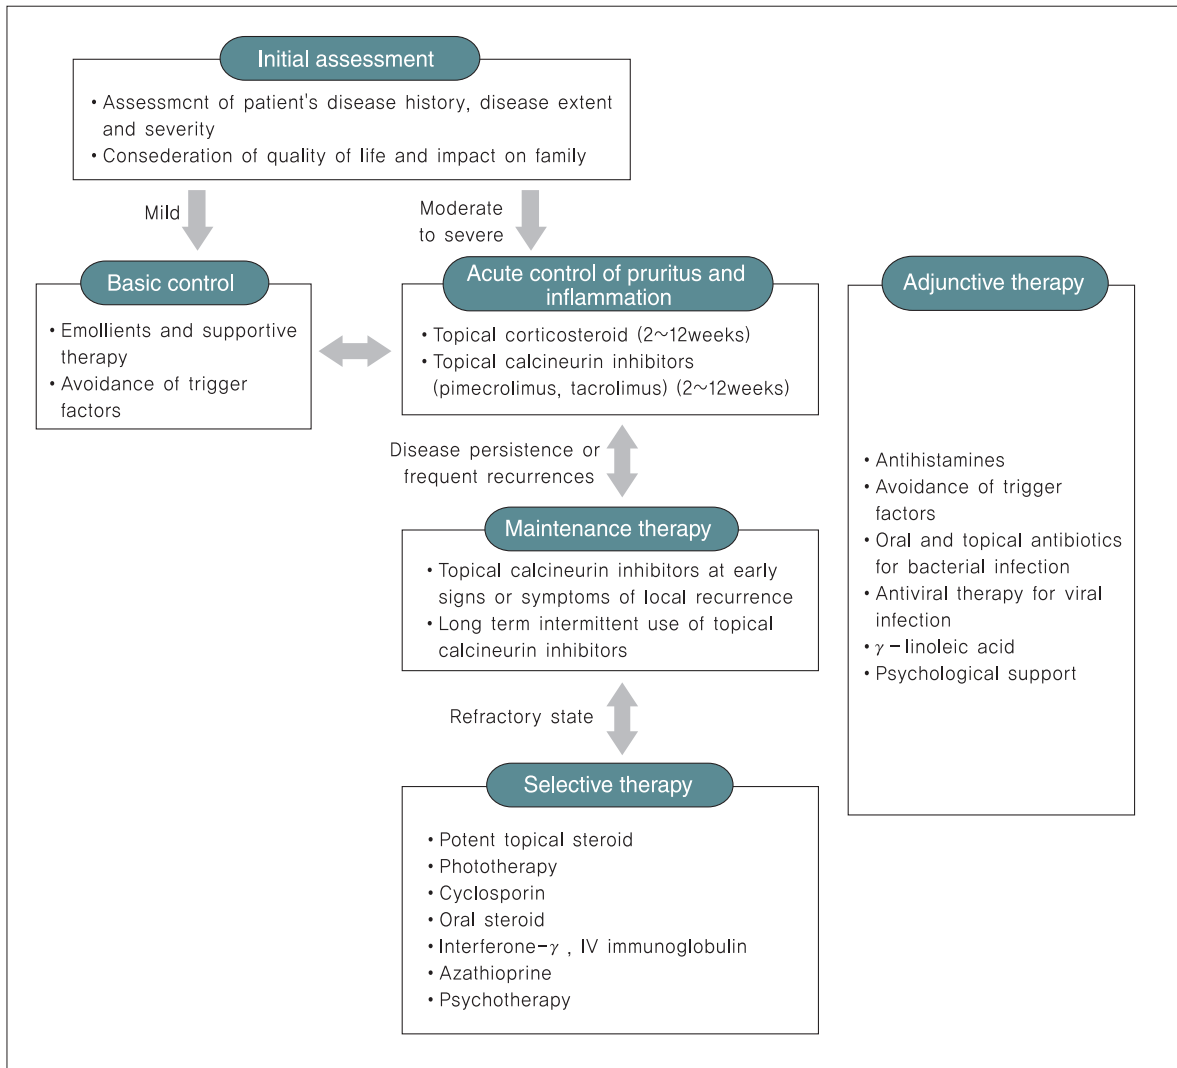 Initial assessment
• Assessmcnt of patient's disease history, disease extent
and severity
• Consederation of quality of life and impact on family
Mild
Moderate
to severe
Basic control
• Emollients and supportive
therapy
• Avoidance of trigger
factors
Acute control of pruritus and
inflammation
• Topical corticosteroid (2~12weeks)
• Topical calcineurin inhibitors
(pimecrolimus, tacrolimus) (2~12weeks)
Disease persistence or
frequent recurrences
Maintenance therapy
• Topical calcineurin inhibitors at early
signs or symptoms of local recurrence
• Long term intermittent use of topical
calcineurin inhibitors
Refractory state
Selective therapy
• Potent topical steroid
• Phototherapy
• Cyclosporin
• Oral steroid
• Interferone-γ , IV immunoglobulin
• Azathioprine
• Psychotherapy
Adjunctive therapy
• Antihistamines
• Avoidance of trigger
factors
• Oral and topical antibiotics
for bacterial infection
• Antiviral therapy for viral
infection
• γ-linoleic acid
• Psychological support